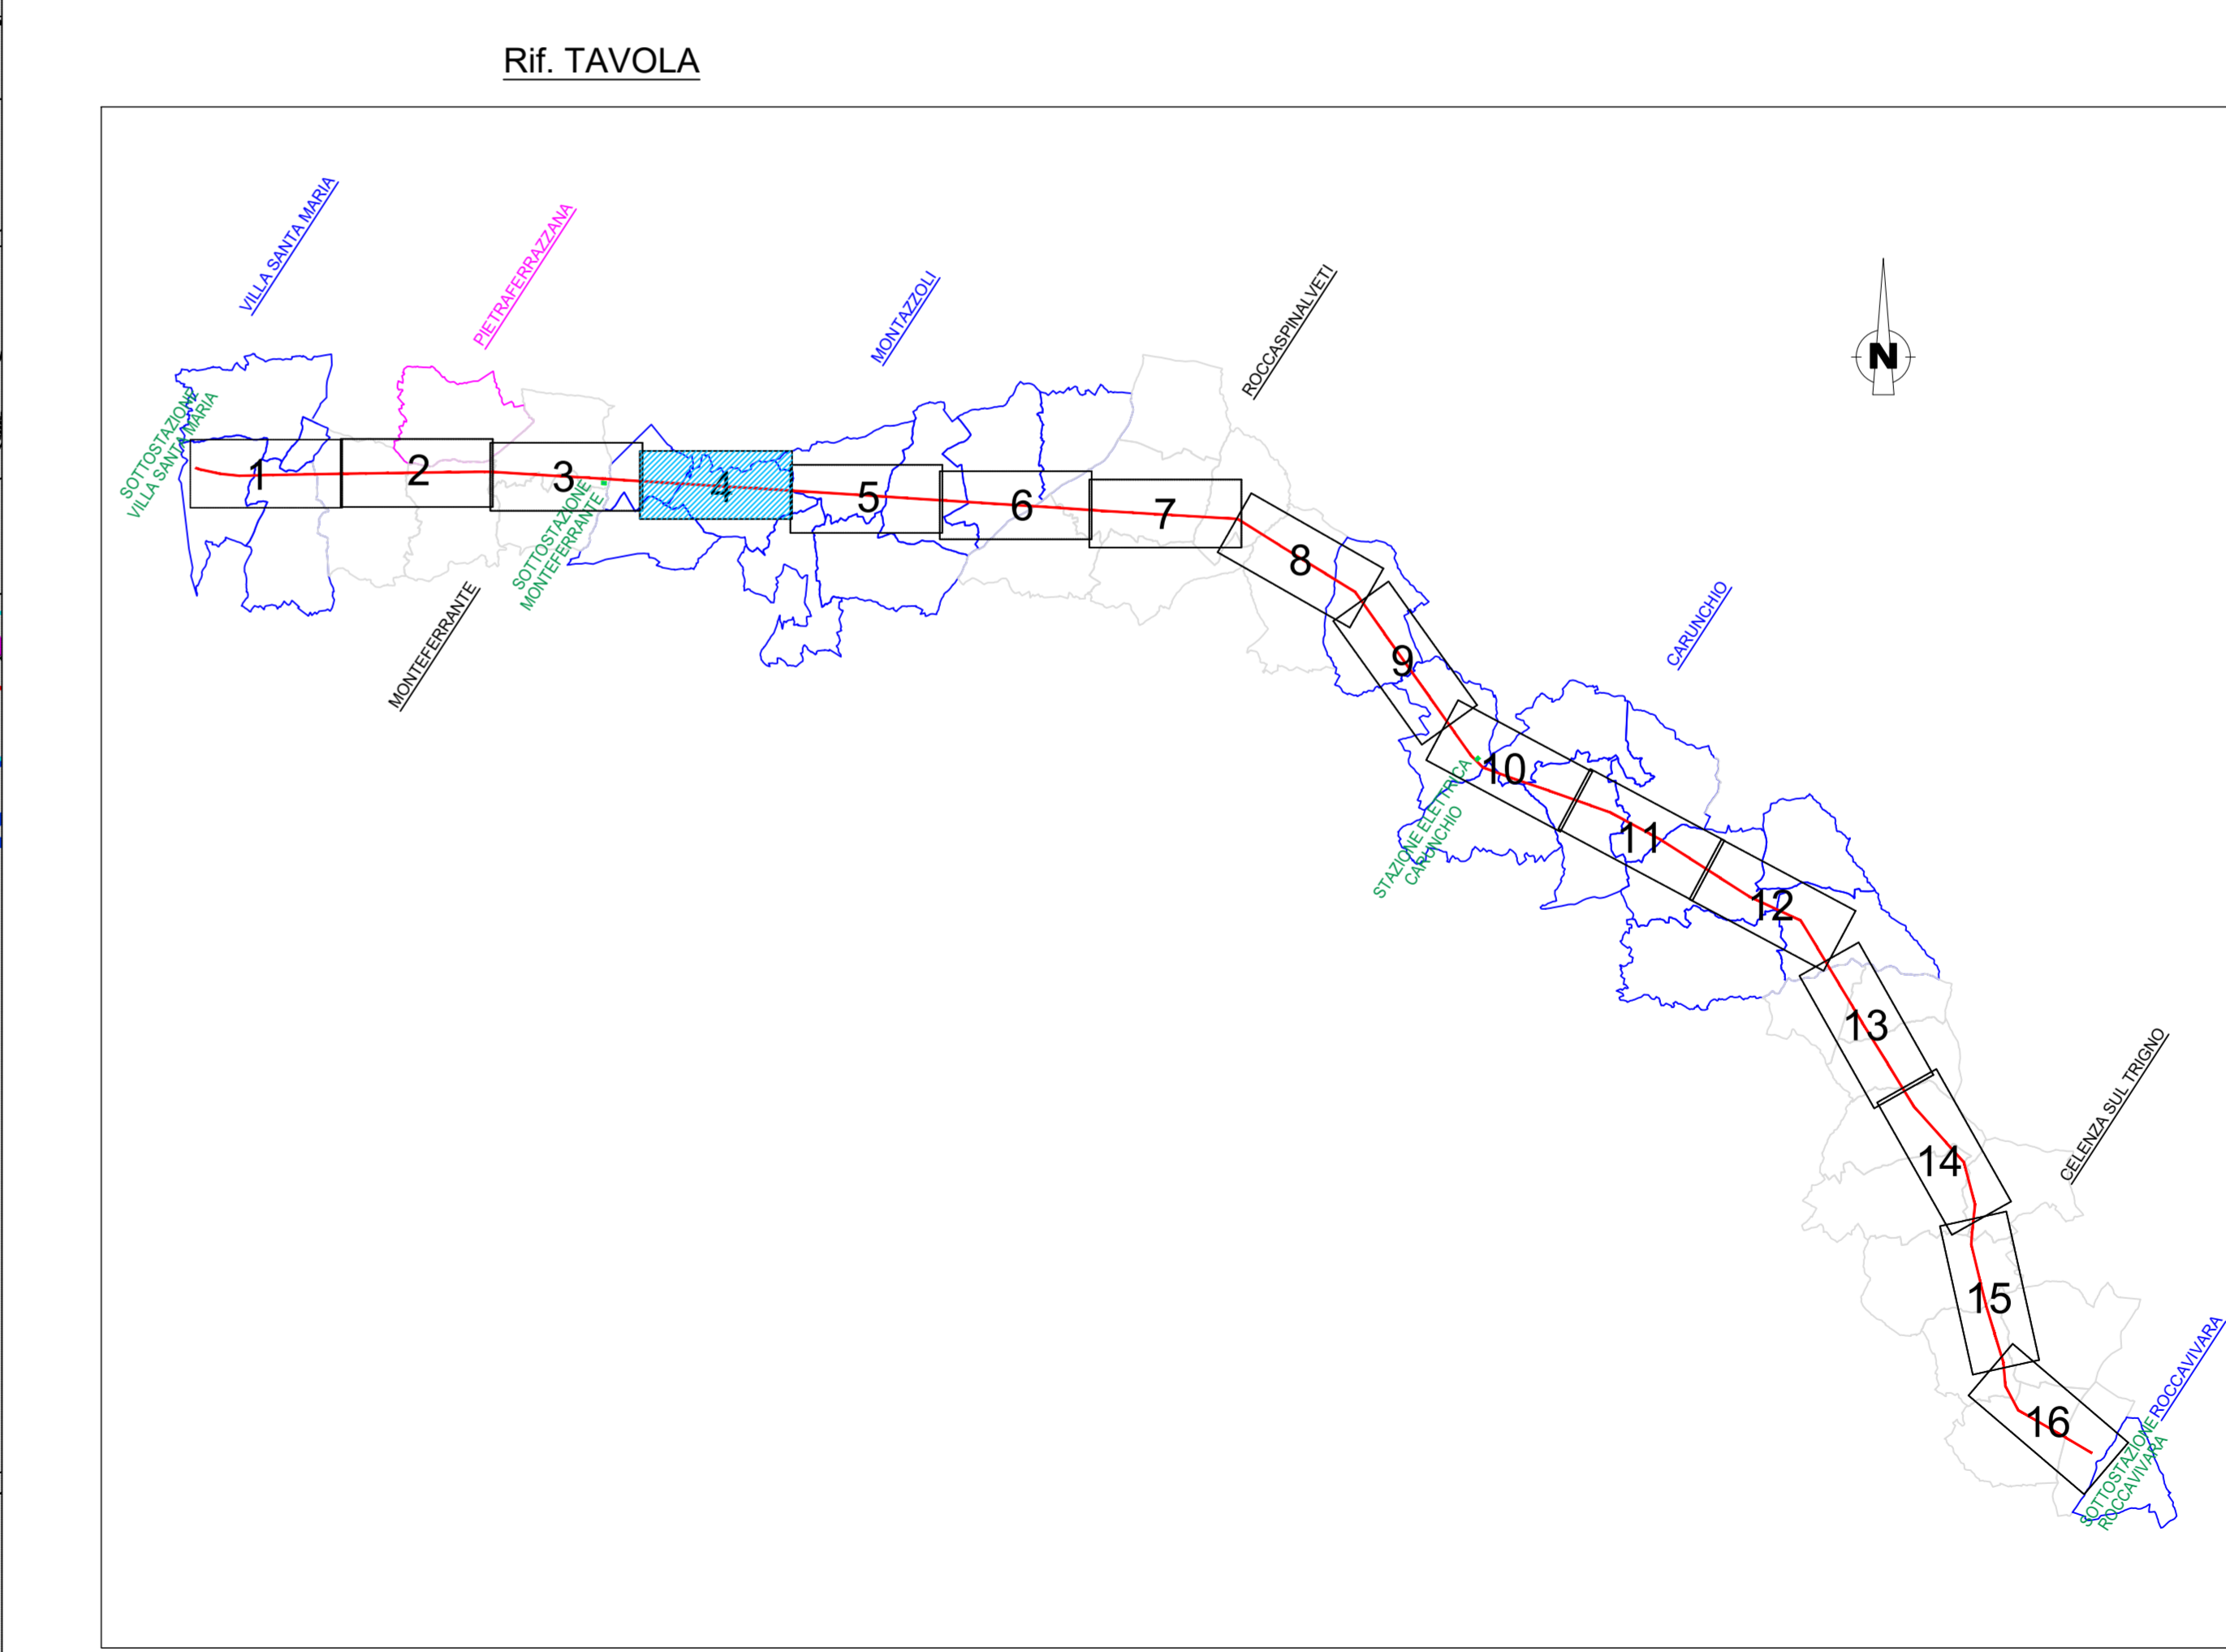 Rif. TAVOLA
VILLA SANTA MARIA
PIETRAFERRAZZANA
MONTAZZOLI
ROCCASPINALVETI
N
SOTTOSTAZIONE
VILLA SANTA MARIA
1
2
3
4
5
6
7
8
SOTTOSTAZIONE
MONTEFERRANTE
MONTEFERRANTE
CARUNCHIO
9
10
STAZIONE ELETTRICA
CARUNCHIO
11
12
13
CELENZA SUL TRIGNO
14
15
ROCCAVIVARA
16
SOTTOSTAZIONE
ROCCAVIVARA